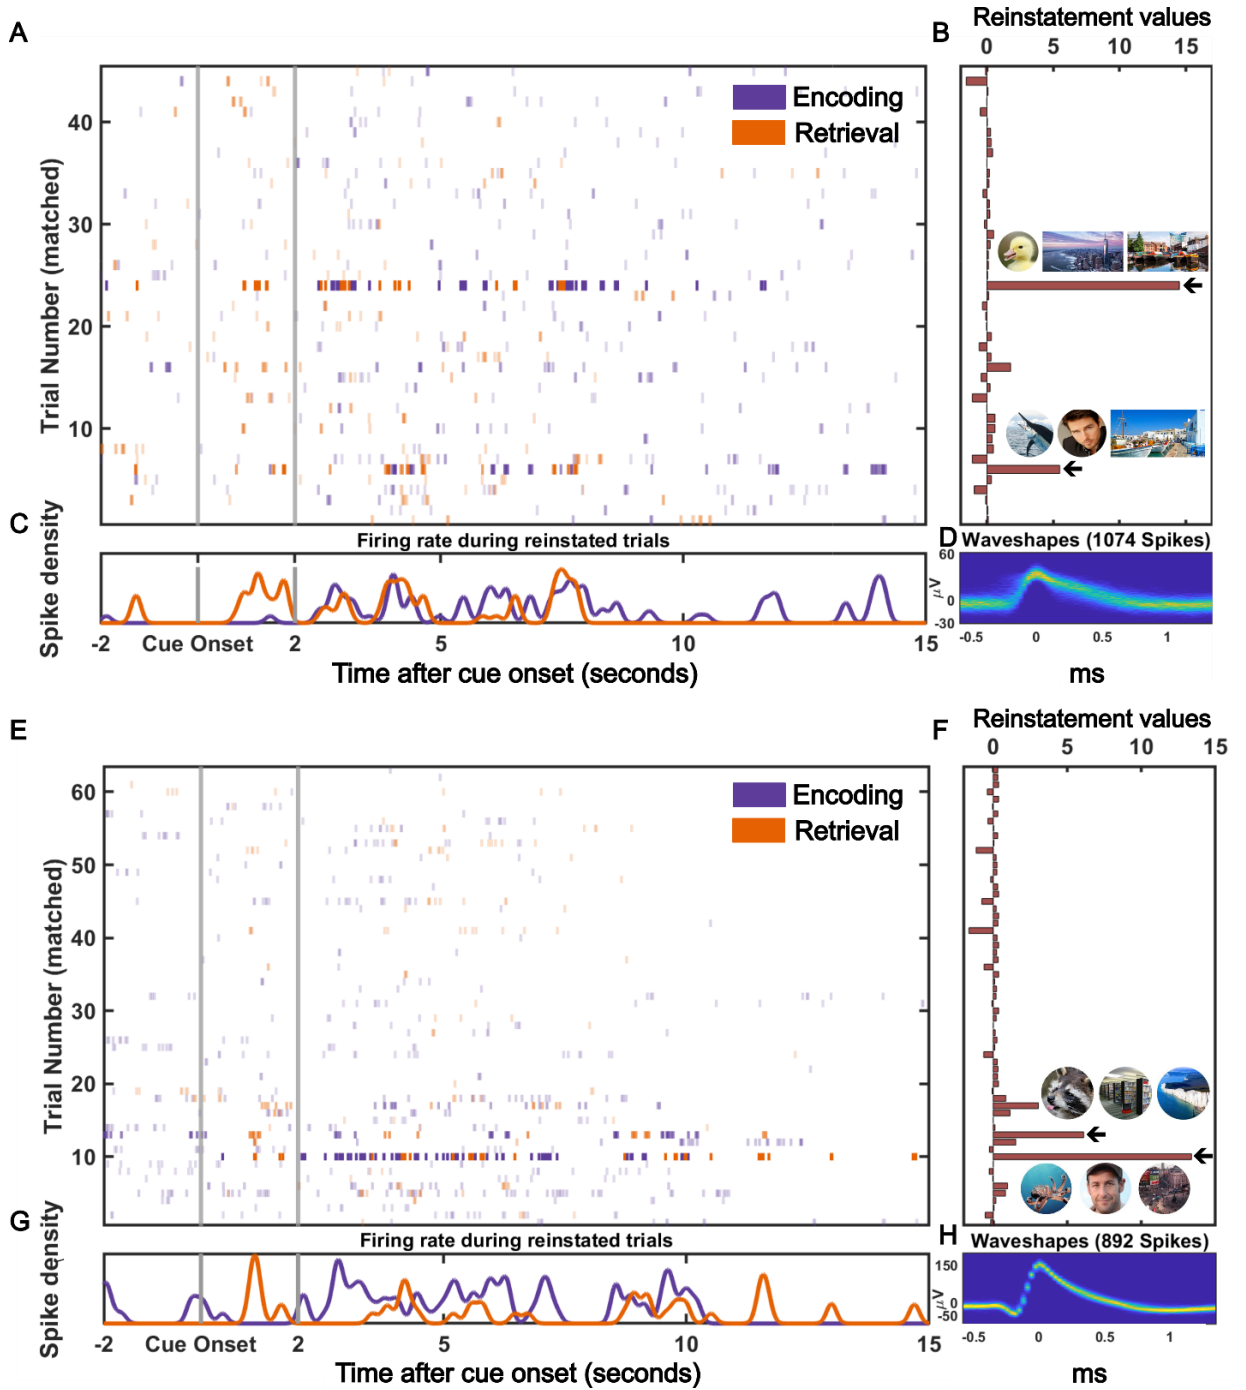 A
B
Reinstatement values
0 5 10 15
Encoding
Retrieval
Trial Number (matched)
40
30
20
10
C
Spike density
Firing rate during reinstated trials
-2 Cue Onset 2 5 10 15
Time after cue onset (seconds)
D
Waveshapes (1074 Spikes)
μV
60
0
-30
-0.5 0 0.5 1
ms
E
F
Reinstatement values
0 5 10 15
Encoding
Retrieval
Trial Number (matched)
60
50
40
30
20
10
G
Spike density
Firing rate during reinstated trials
-2 Cue Onset 2 5 10 15
Time after cue onset (seconds)
H
Waveshapes (892 Spikes)
μV
150
50
-50
-0.5 0 0.5 1
ms